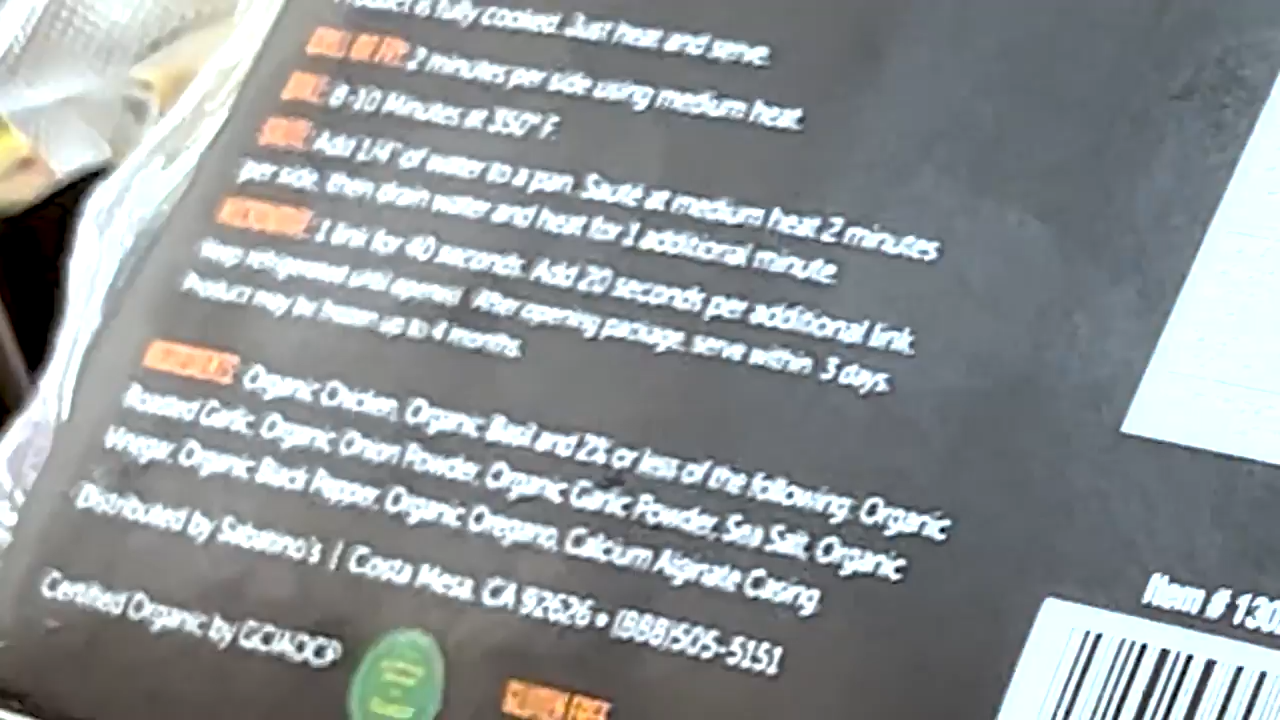 Product is fully cooked. Just heat and serve.
GRILL OR FRY: 2 minutes per side using medium heat.
8-10 Minutes at 350° F.
Add 1/4" of water to a pan. Sauté at medium heat 2 minutes
per side, then drain water and heat for 1 additional minute.
MICROWAVE: 1 link for 40 seconds. Add 20 seconds per additional link.
Keep refrigerated until opened. After opening package, serve within 3 days.
Product may be frozen up to 4 months.
INGREDIENTS: Organic Chicken, Organic Basil and 2% or less of the following: Organic
Roasted Garlic, Organic Onion Powder, Organic Garlic Powder, Sea Salt, Organic
Vinegar, Organic Black Pepper, Organic Oregano, Calcium Alginate Casing.
Distributed by Sabatino's | Costa Mesa, CA 92626 • (888)505-5151
Certified Organic by
GLUTEN FREE
Item # 130